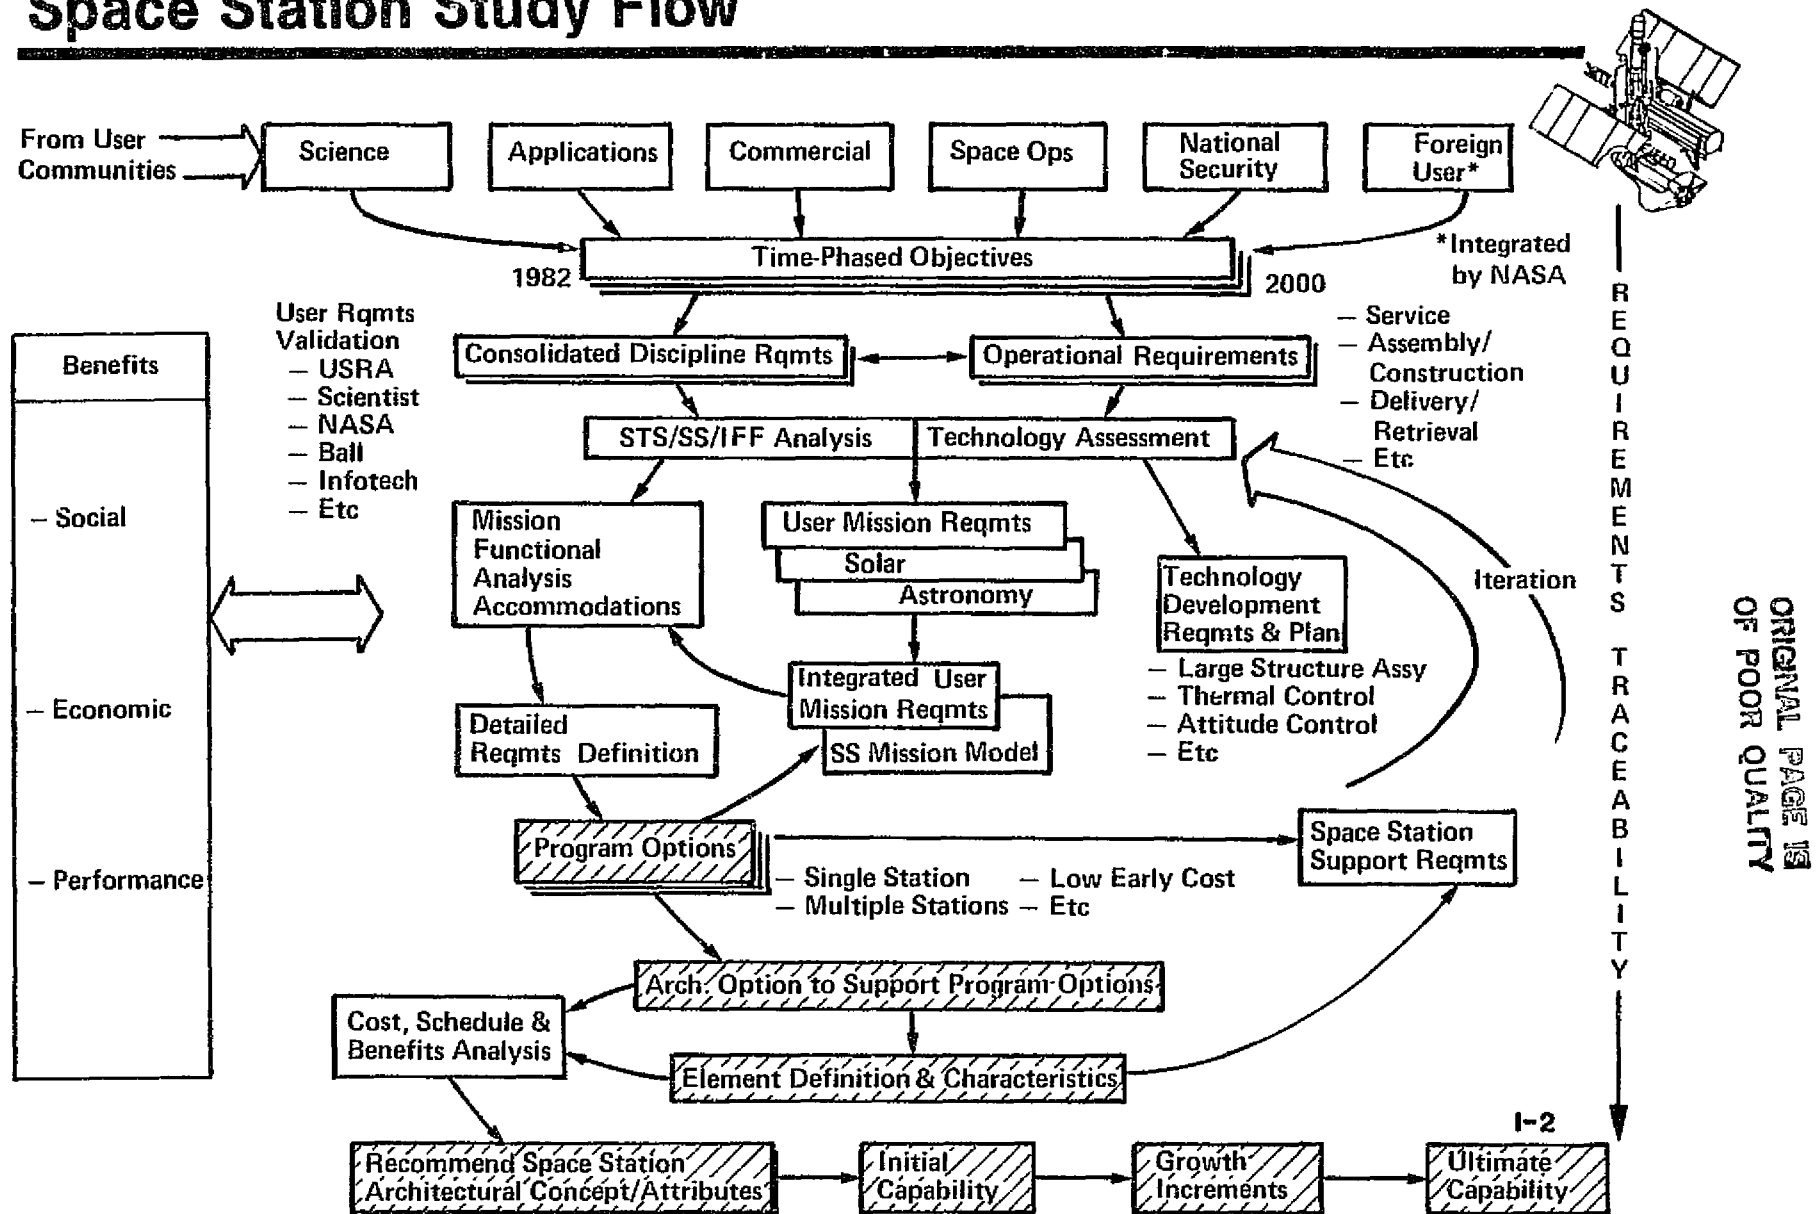 Space Station Study Flow
From User
Communities
Science
Applications
Commercial
Space Ops
National
Security
Foreign
User*
*Integrated
by NASA
Time-Phased Objectives
1982
2000
User Rqmts
Validation
— USRA
— Scientist
— NASA
— Ball
— Infotech
— Etc
Consolidated Discipline Rqmts
Operational Requirements
— Service
— Assembly/
Construction
— Delivery/
Retrieval
— Etc
Benefits
— Social
— Economic
— Performance
STS/SS/IFF Analysis
Technology Assessment
Mission
Functional
Analysis
Accommodations
User Mission Reqmts
Solar
Astronomy
Technology
Development
Reqmts & Plan
— Large Structure Assy
— Thermal Control
— Attitude Control
— Etc
Iteration
Integrated User
Mission Reqmts
SS Mission Model
Detailed
Reqmts Definition
Program Options
— Single Station — Low Early Cost
— Multiple Stations — Etc
Space Station
Support Reqmts
Arch. Option to Support Program Options
Cost, Schedule &
Benefits Analysis
Element Definition & Characteristics
Recommend Space Station
Architectural Concept/Attributes
Initial
Capability
Growth
Increments
Ultimate
Capability
I-2
REQUIREMENTS TRACEABILITY
ORIGINAL PAGE IS
OF POOR QUALITY